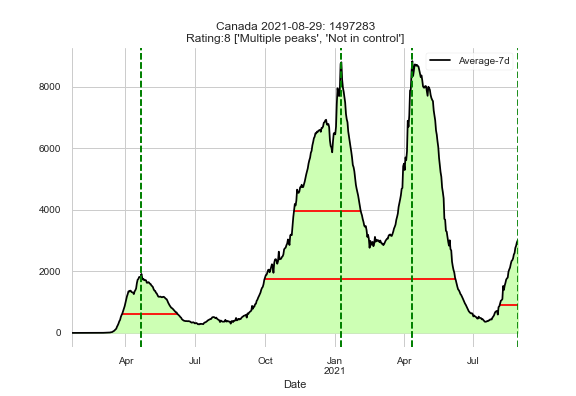 Canada 2021-08-29: 1497283
Rating:8 ['Multiple peaks', 'Not in control']
Average-7d
8000
6000
4000
2000
0
Apr Jul Oct Jan Apr Jul
2021
Date